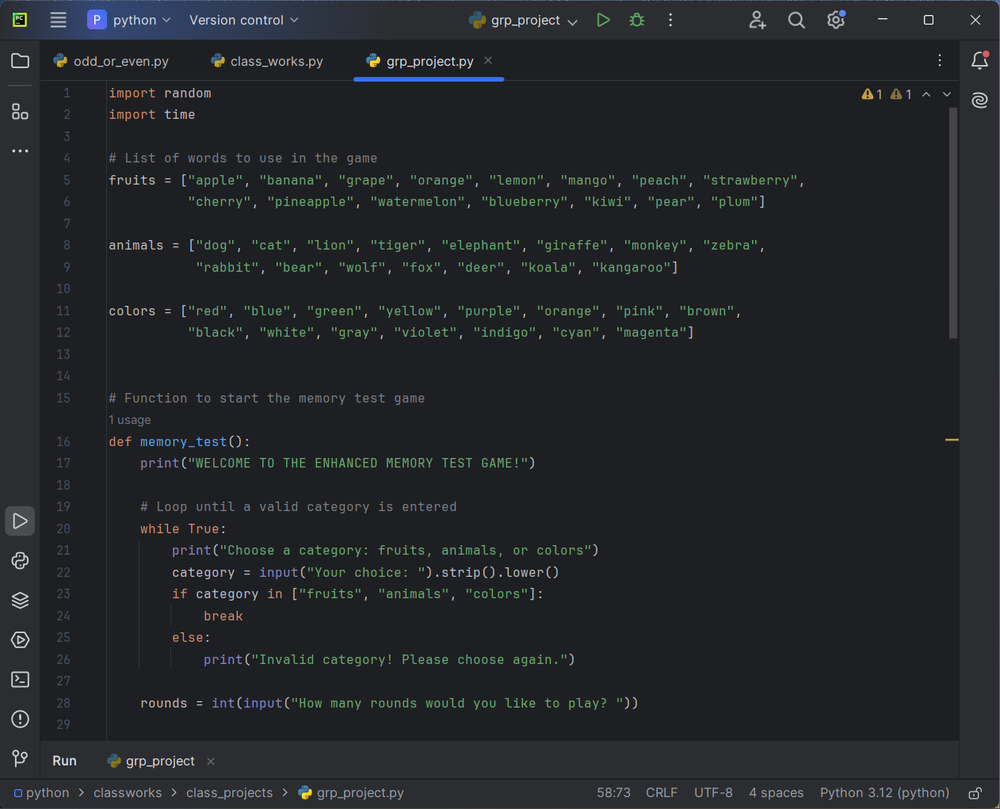 PC
P python Version control grp_project
odd_or_even.py class_works.py grp_project.py
1 1
1 import random
2 import time
3
4 # List of words to use in the game
5 fruits = ["apple", "banana", "grape", "orange", "lemon", "mango", "peach", "strawberry",
6 "cherry", "pineapple", "watermelon", "blueberry", "kiwi", "pear", "plum"]
7
8 animals = ["dog", "cat", "lion", "tiger", "elephant", "giraffe", "monkey", "zebra",
9 "rabbit", "bear", "wolf", "fox", "deer", "koala", "kangaroo"]
10
11 colors = ["red", "blue", "green", "yellow", "purple", "orange", "pink", "brown",
12 "black", "white", "gray", "violet", "indigo", "cyan", "magenta"]
13
14
15 # Function to start the memory test game
1 usage
16 def memory_test():
17 print("WELCOME TO THE ENHANCED MEMORY TEST GAME!")
18
19 # Loop until a valid category is entered
20 while True:
21 print("Choose a category: fruits, animals, or colors")
22 category = input("Your choice: ").strip().lower()
23 if category in ["fruits", "animals", "colors"]:
24 break
25 else:
26 print("Invalid category! Please choose again.")
27
28 rounds = int(input("How many rounds would you like to play? "))
29
Run grp_project
python > classworks > class_projects > grp_project.py 58:73 CRLF UTF-8 4 spaces Python 3.12 (python)